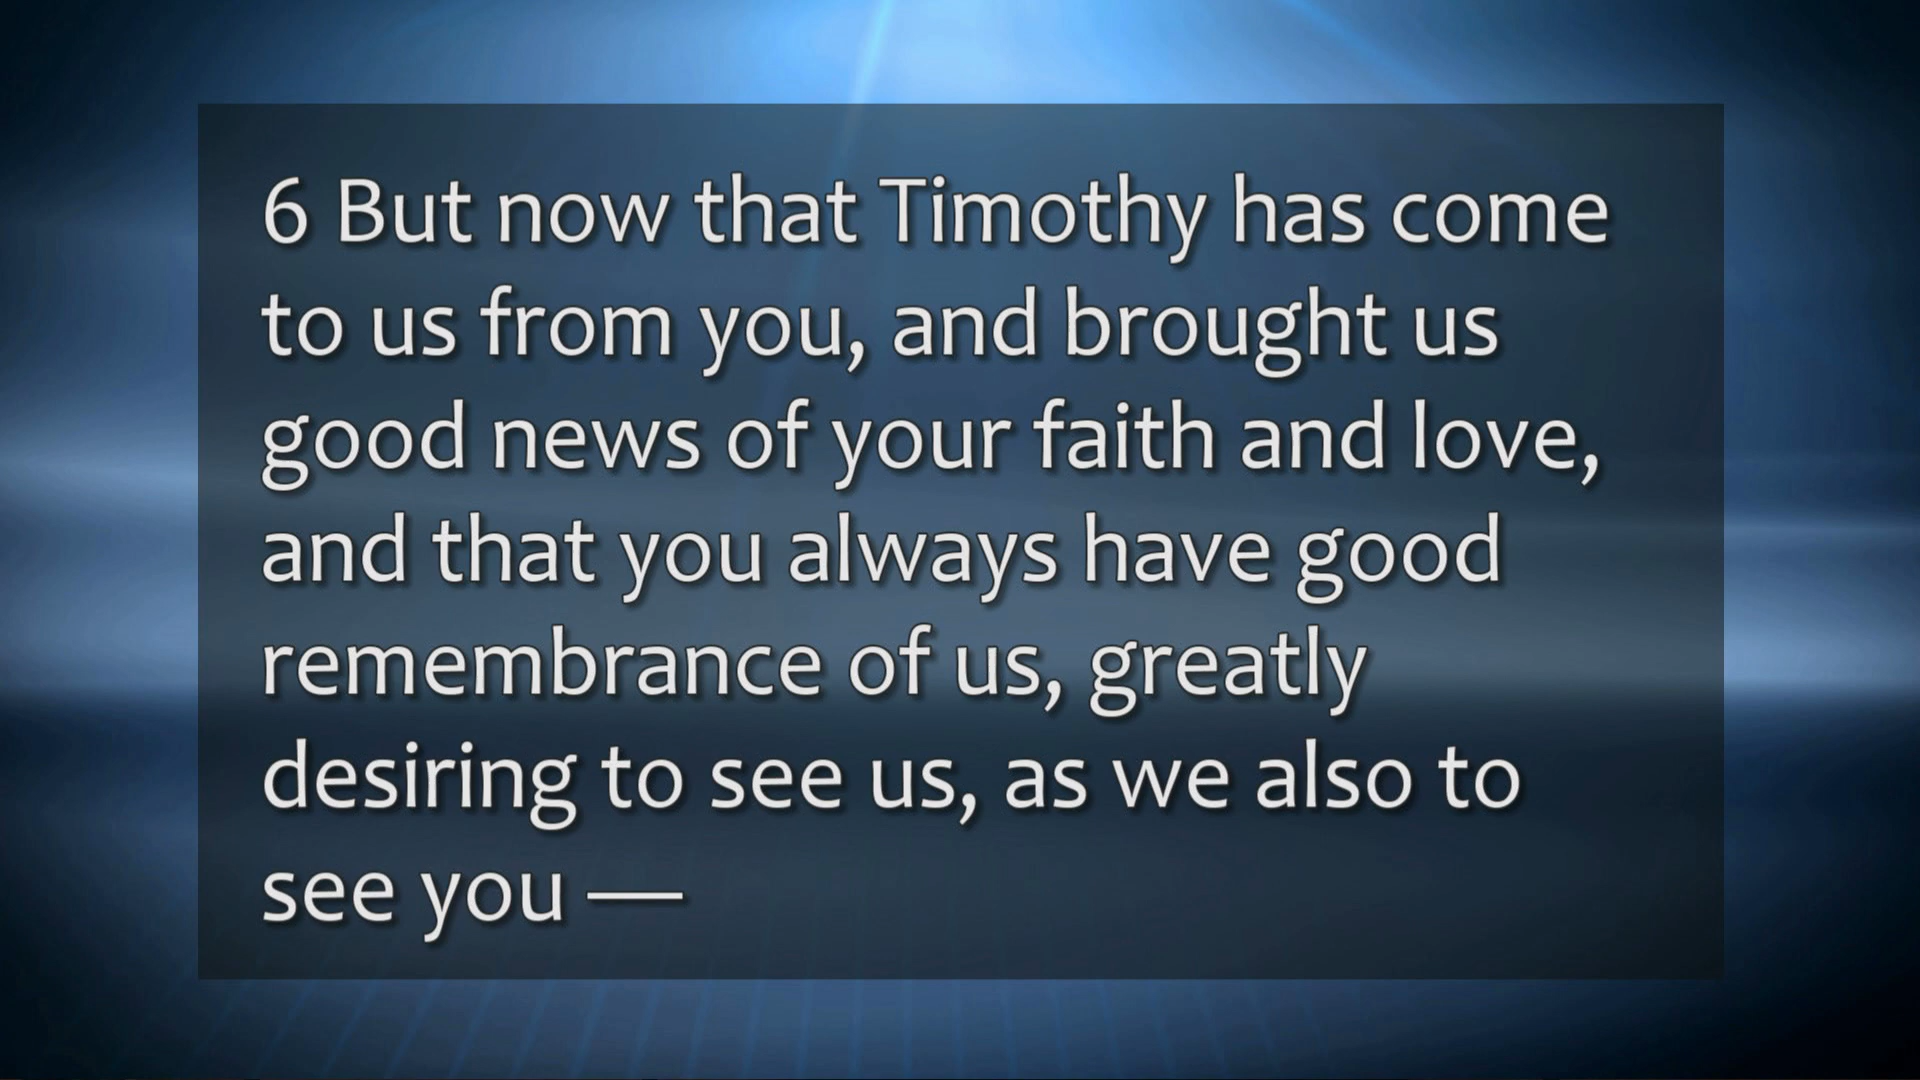 6 But now that Timothy has come
to us from you, and brought us
good news of your faith and love,
and that you always have good
remembrance of us, greatly
desiring to see us, as we also to
see you —